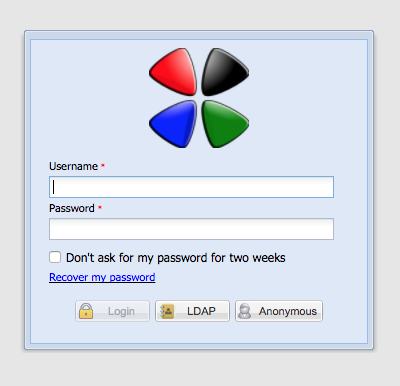 Username *
Password *
Don't ask for my password for two weeks
Recover my password
Login LDAP Anonymous